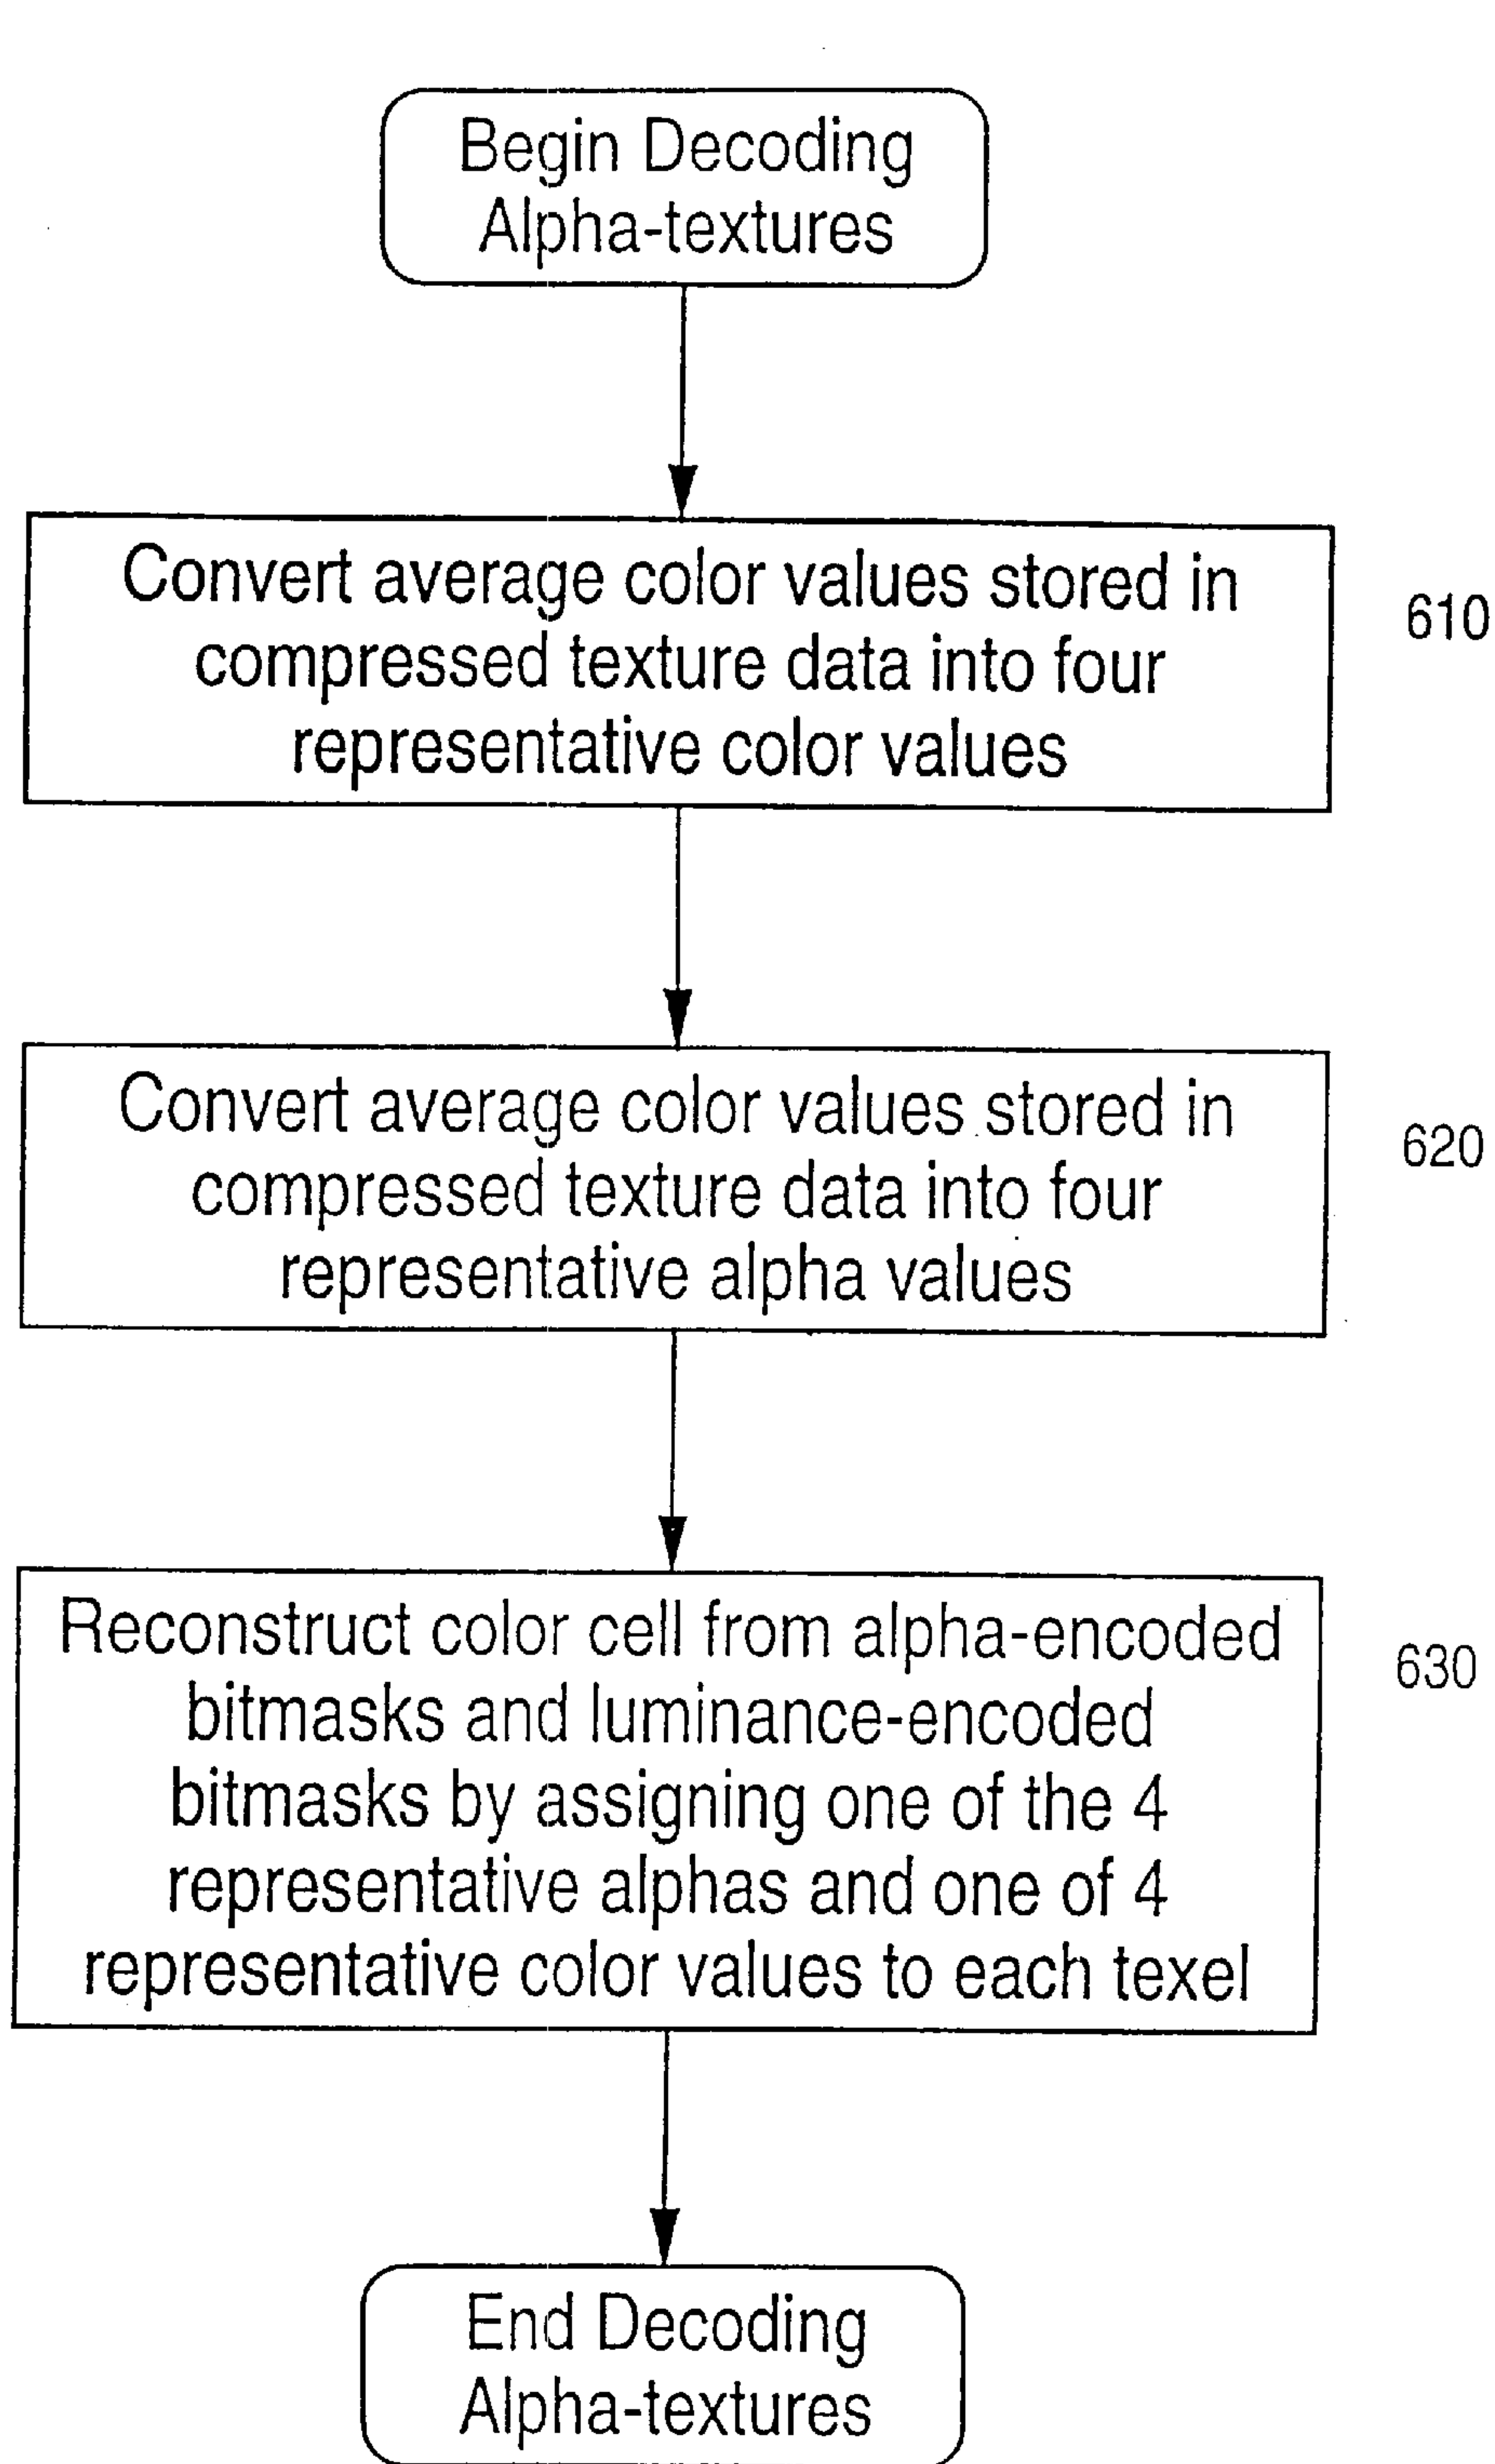 Begin Decoding
Alpha-textures
Convert average color values stored in
compressed texture data into four
representative color values
610
Convert average color values stored in
compressed texture data into four
representative alpha values
620
Reconstruct color cell from alpha-encoded
bitmasks and luminance-encoded
bitmasks by assigning one of the 4
representative alphas and one of 4
representative color values to each texel
630
End Decoding
Alpha-textures